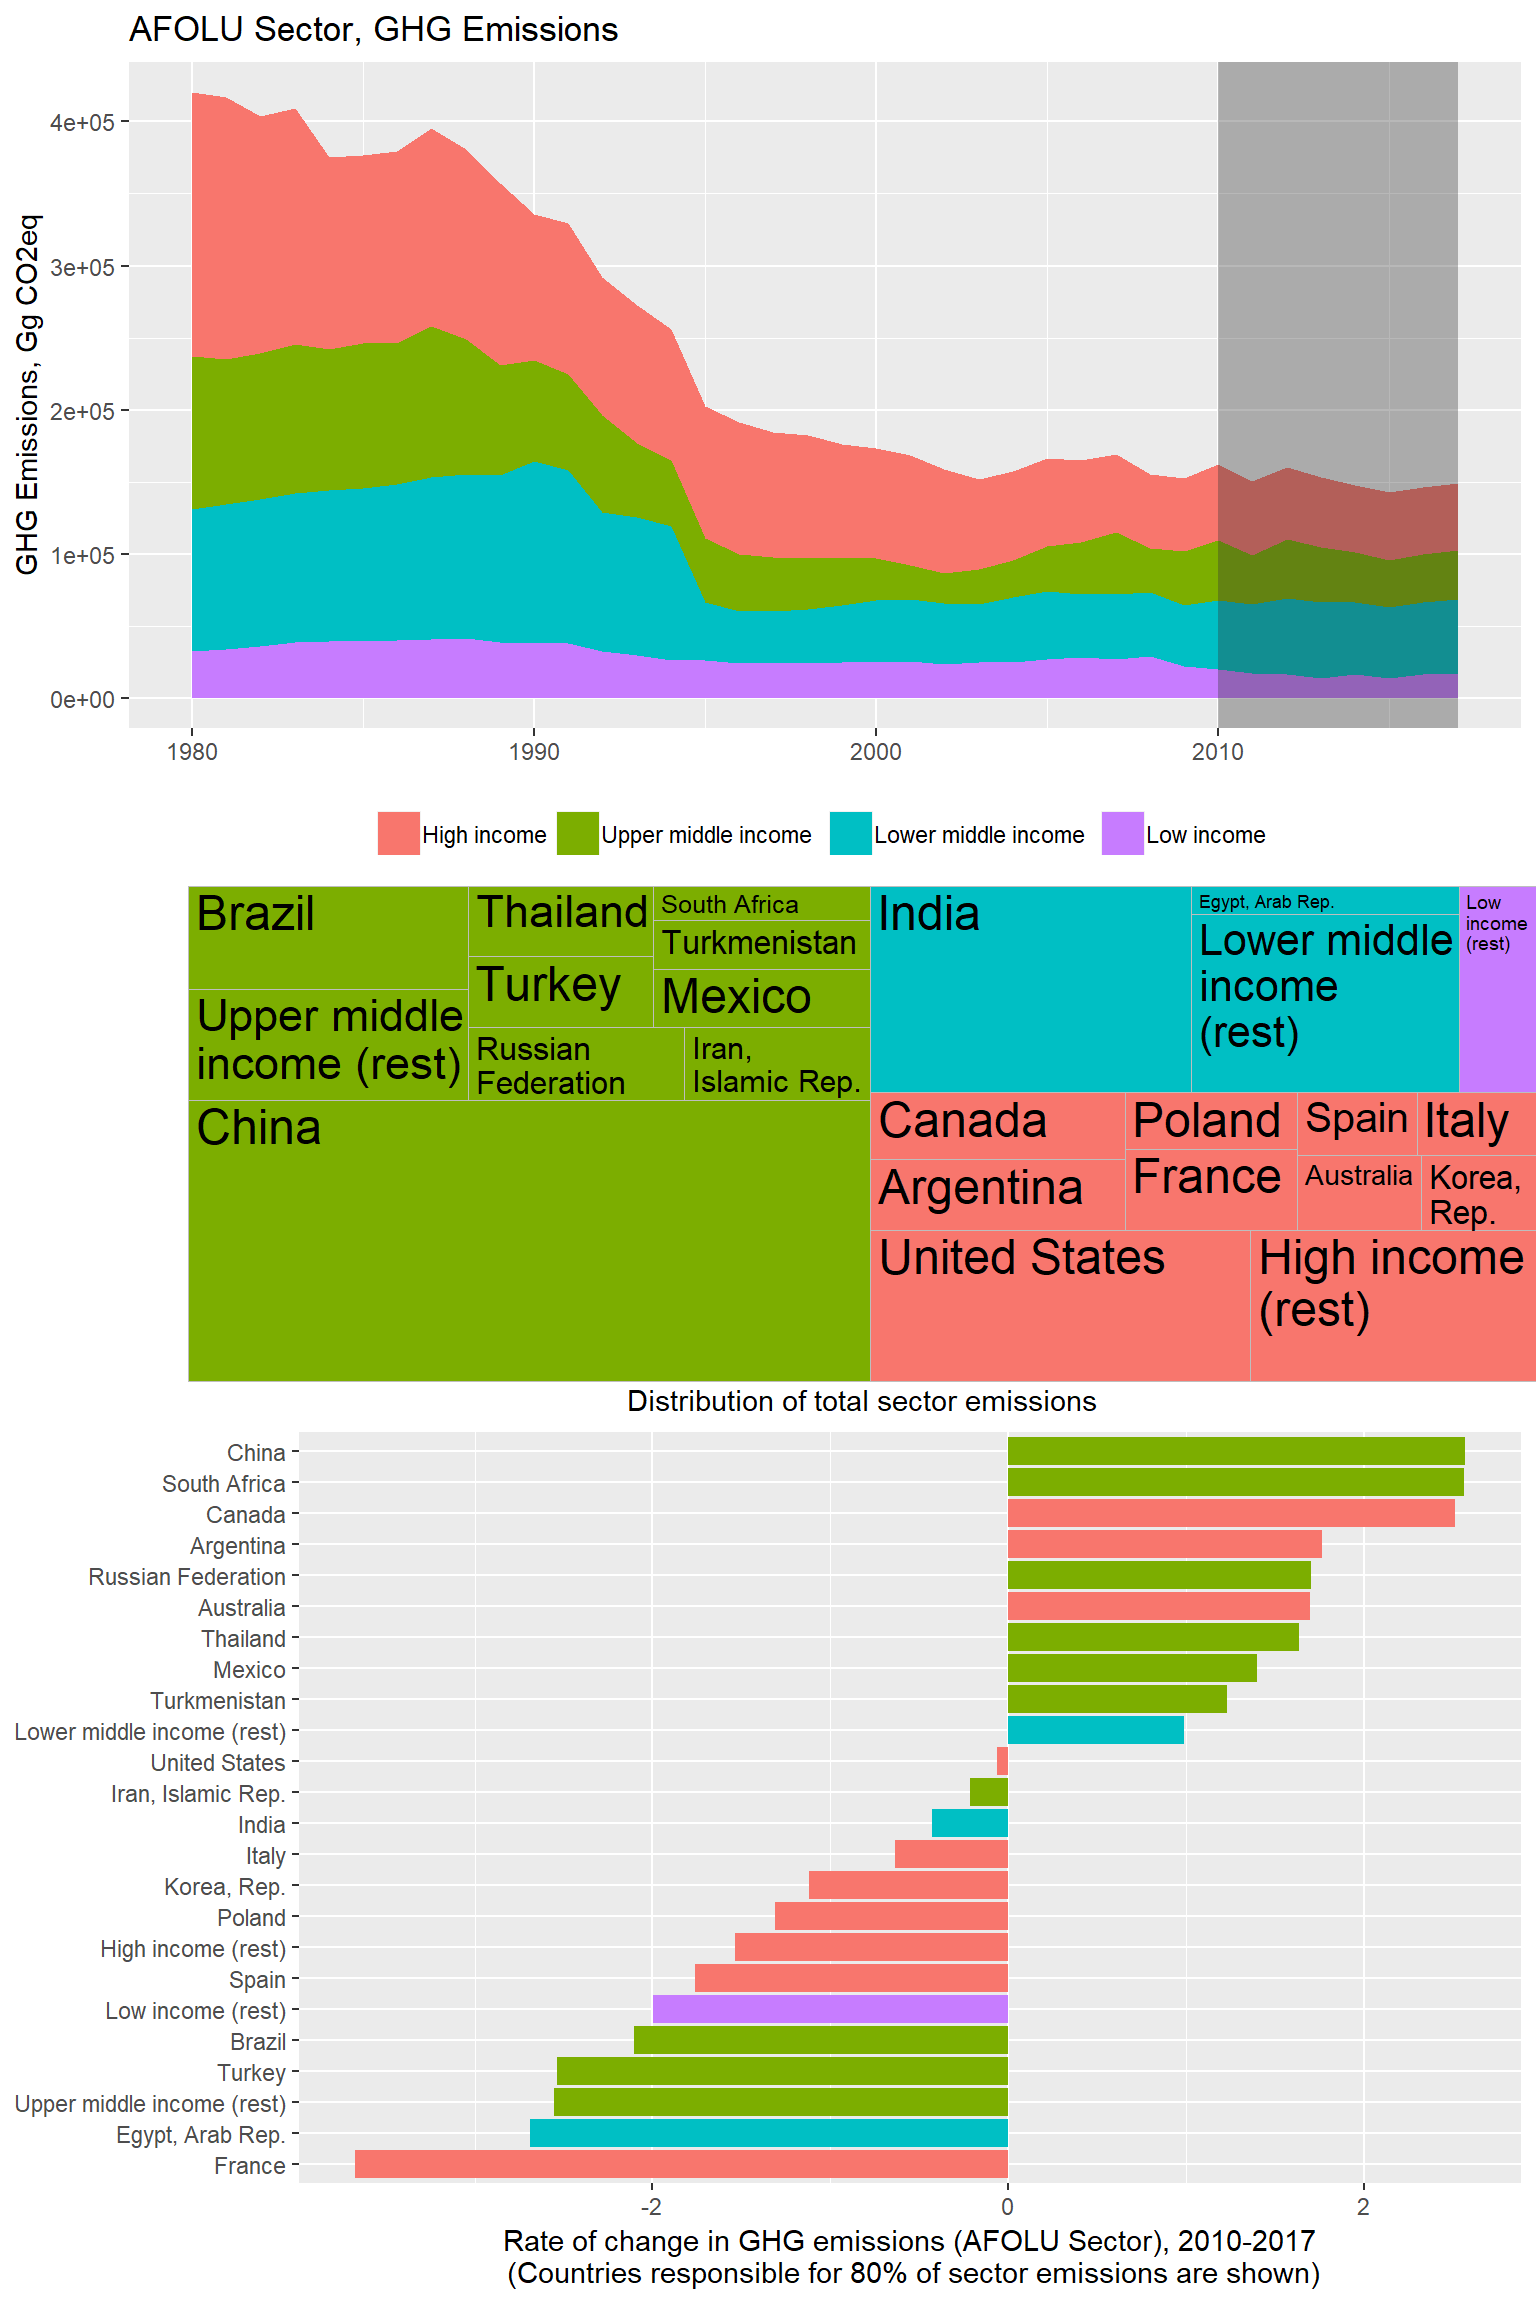 AFOLU Sector, GHG Emissions
GHG Emissions, Gg CO2eq
4e+05
3e+05
2e+05
1e+05
0e+00
1980 1990 2000 2010
High income Upper middle income Lower middle income Low income
Brazil
Upper middle
income (rest)
Thailand
Turkey
South Africa
Turkmenistan
Mexico
Russian
Federation
Iran,
Islamic Rep.
China
India
Egypt, Arab Rep.
Lower middle
income
(rest)
Low
income
(rest)
Canada
Argentina
Poland
France
Spain
Italy
Australia
Korea,
Rep.
United States
High income
(rest)
Distribution of total sector emissions
China
South Africa
Canada
Argentina
Russian Federation
Australia
Thailand
Mexico
Turkmenistan
Lower middle income (rest)
United States
Iran, Islamic Rep.
India
Italy
Korea, Rep.
Poland
High income (rest)
Spain
Low income (rest)
Brazil
Turkey
Upper middle income (rest)
Egypt, Arab Rep.
France
-2 0 2
Rate of change in GHG emissions (AFOLU Sector), 2010-2017
(Countries responsible for 80% of sector emissions are shown)